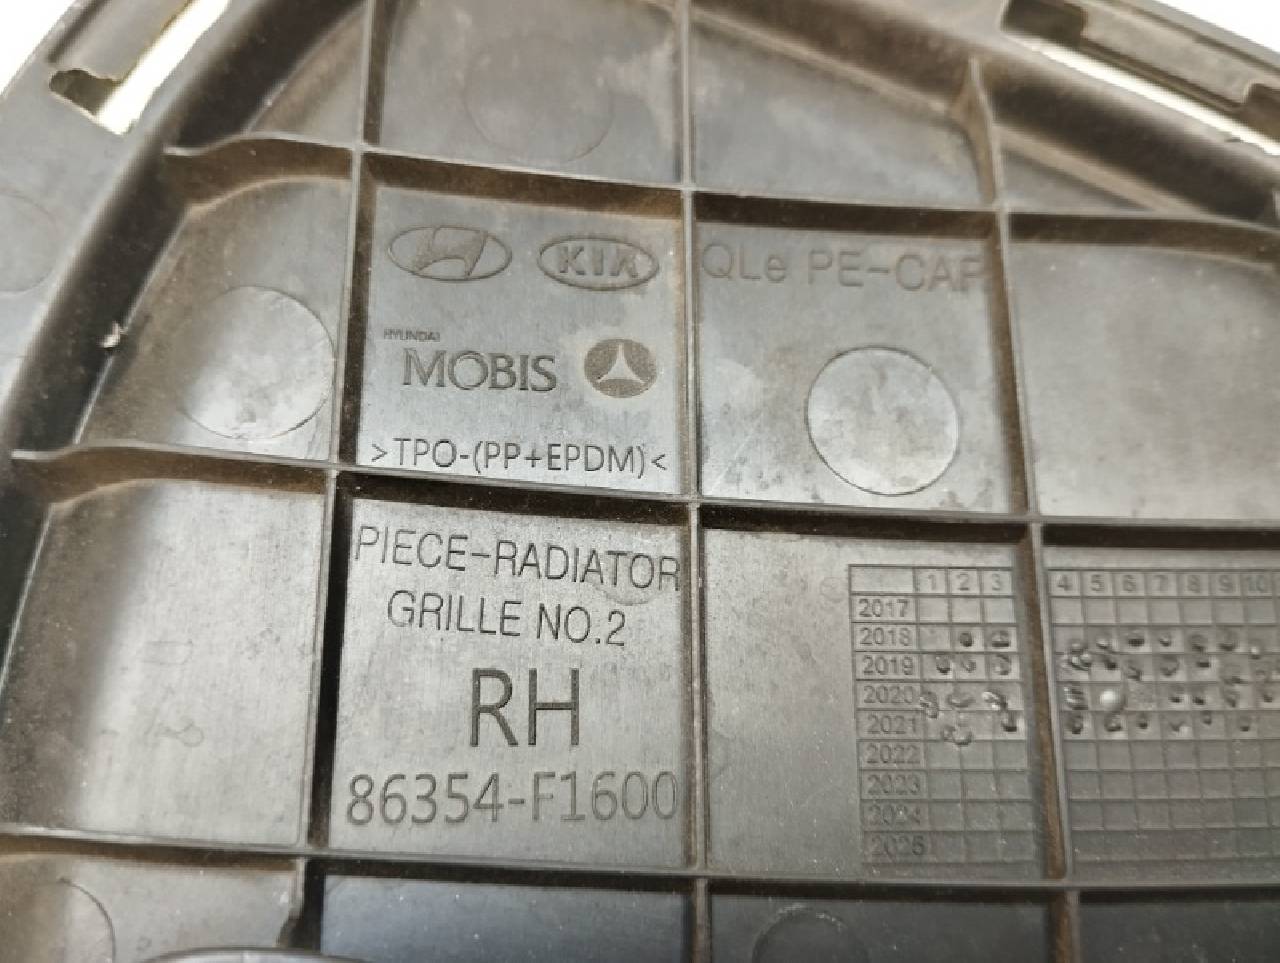 KIA
QLe PE-CAP
HYUNDAI
MOBIS
>TPO-(PP+EPDM)<
PIECE-RADIATOR
GRILLE NO.2
RH
86354-F1600
1 2 3 4 5 6 7 8 9 10
2017
2018
2019
2020
2021
2022
2023
2024
2025